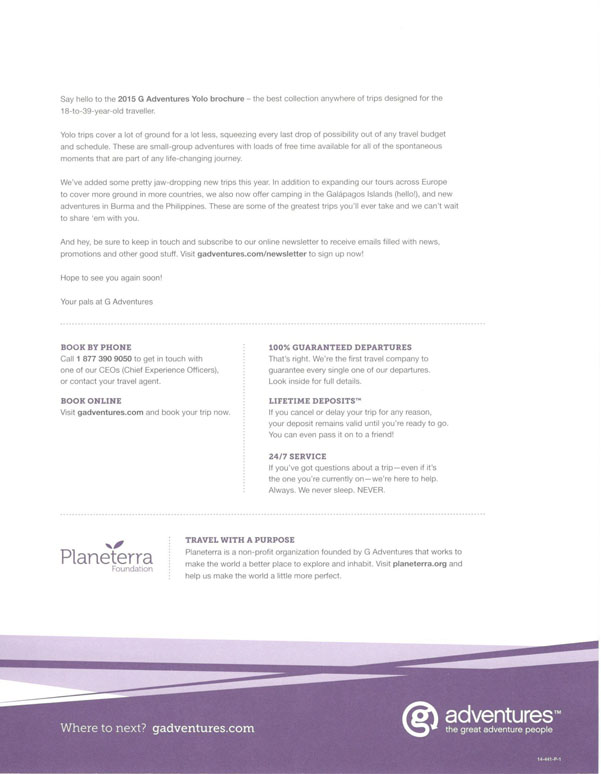 Say hello to the 2015 G Adventures Yolo brochure – the best collection anywhere of trips designed for the
18-to-39-year-old traveller.
Yolo trips cover a lot of ground for a lot less, squeezing every last drop of possibility out of any travel budget
and schedule. These are small-group adventures with loads of free time available for all of the spontaneous
moments that are part of any life-changing journey.
We've added some pretty jaw-dropping new trips this year. In addition to expanding our tours across Europe
to cover more ground in more countries, we also now offer camping in the Galápagos Islands (hello!), and new
adventures in Burma and the Philippines. These are some of the greatest trips you'll ever take and we can't wait
to share 'em with you.
And hey, be sure to keep in touch and subscribe to our online newsletter to receive emails filled with news,
promotions and other good stuff. Visit gadventures.com/newsletter to sign up now!
Hope to see you again soon!
Your pals at G Adventures
BOOK BY PHONE
Call 1 877 390 9050 to get in touch with
one of our CEOs (Chief Experience Officers),
or contact your travel agent.
BOOK ONLINE
Visit gadventures.com and book your trip now.
100% GUARANTEED DEPARTURES
That's right. We're the first travel company to
guarantee every single one of our departures.
Look inside for full details.
LIFETIME DEPOSITS™
If you cancel or delay your trip for any reason,
your deposit remains valid until you're ready to go.
You can even pass it on to a friend!
24/7 SERVICE
If you've got questions about a trip—even if it's
the one you're currently on—we're here to help.
Always. We never sleep. NEVER.
Planeterra
Foundation
TRAVEL WITH A PURPOSE
Planeterra is a non-profit organization founded by G Adventures that works to
make the world a better place to explore and inhabit. Visit planeterra.org and
help us make the world a little more perfect.
Where to next? gadventures.com
g adventures™
the great adventure people
14-441-P-1